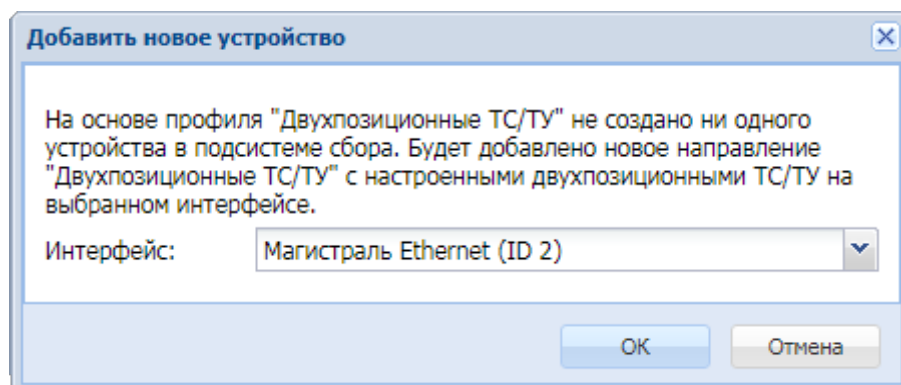 Добавить новое устройство
На основе профиля "Двухпозиционные ТС/ТУ" не создано ни одного
устройства в подсистеме сбора. Будет добавлено новое направление
"Двухпозиционные ТС/ТУ" с настроенными двухпозиционными ТС/ТУ на
выбранном интерфейсе.
Интерфейс: Магистраль Ethernet (ID 2)
ОК Отмена